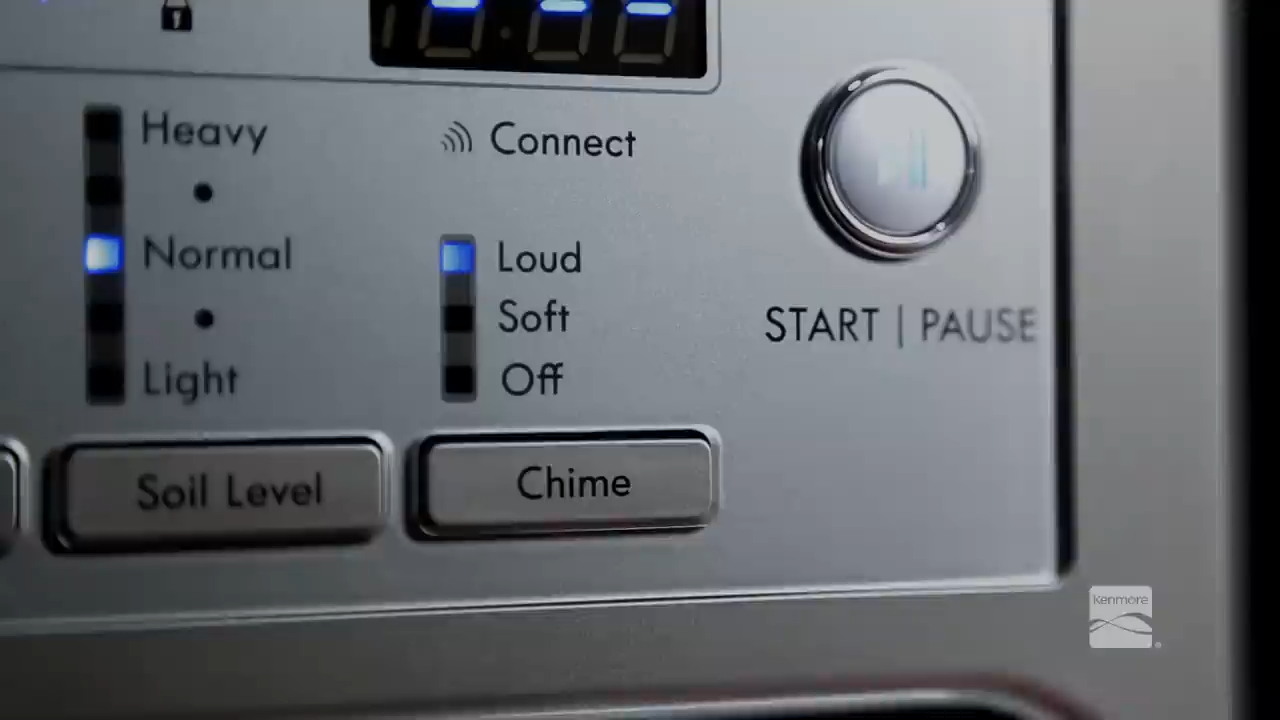 Heavy
Connect
Normal
Loud
Soft
Light
Off
START | PAUSE
Soil Level
Chime
Kenmore